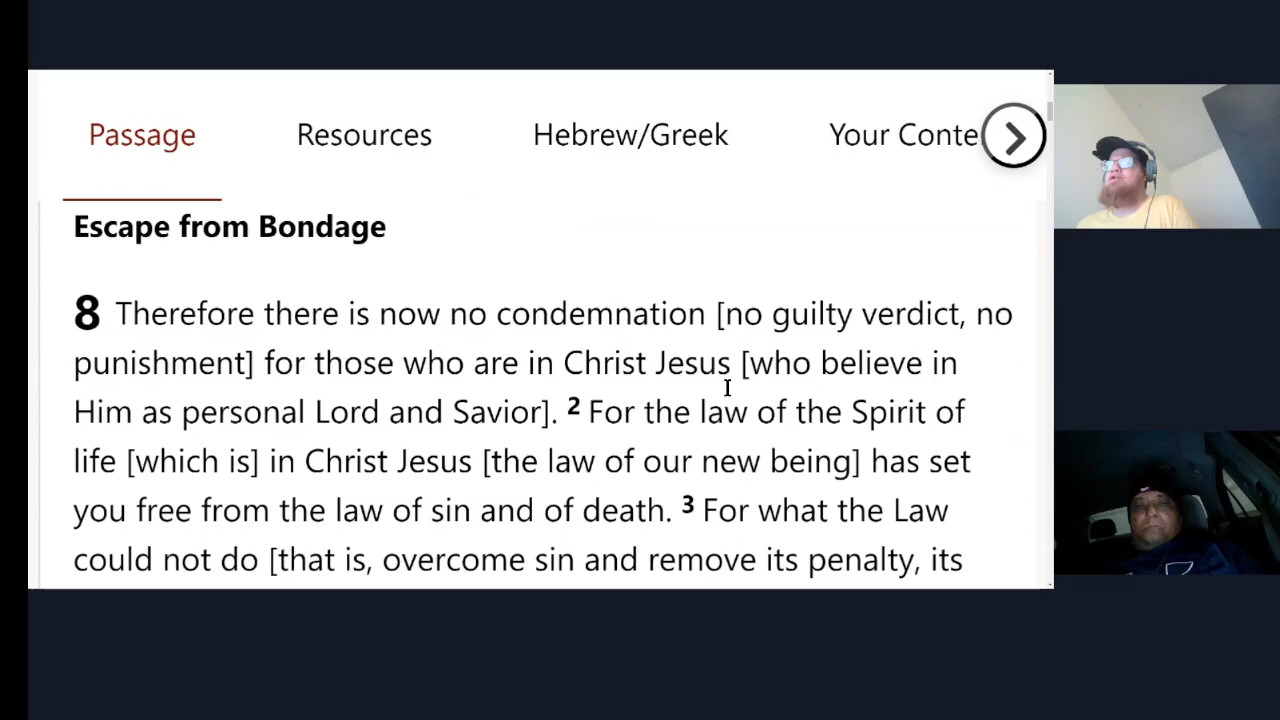 Passage Resources Hebrew/Greek Your Conte
Escape from Bondage
8 Therefore there is now no condemnation [no guilty verdict, no
punishment] for those who are in Christ Jesus [who believe in
Him as personal Lord and Savior]. 2 For the law of the Spirit of
life [which is] in Christ Jesus [the law of our new being] has set
you free from the law of sin and of death. 3 For what the Law
could not do [that is, overcome sin and remove its penalty, its